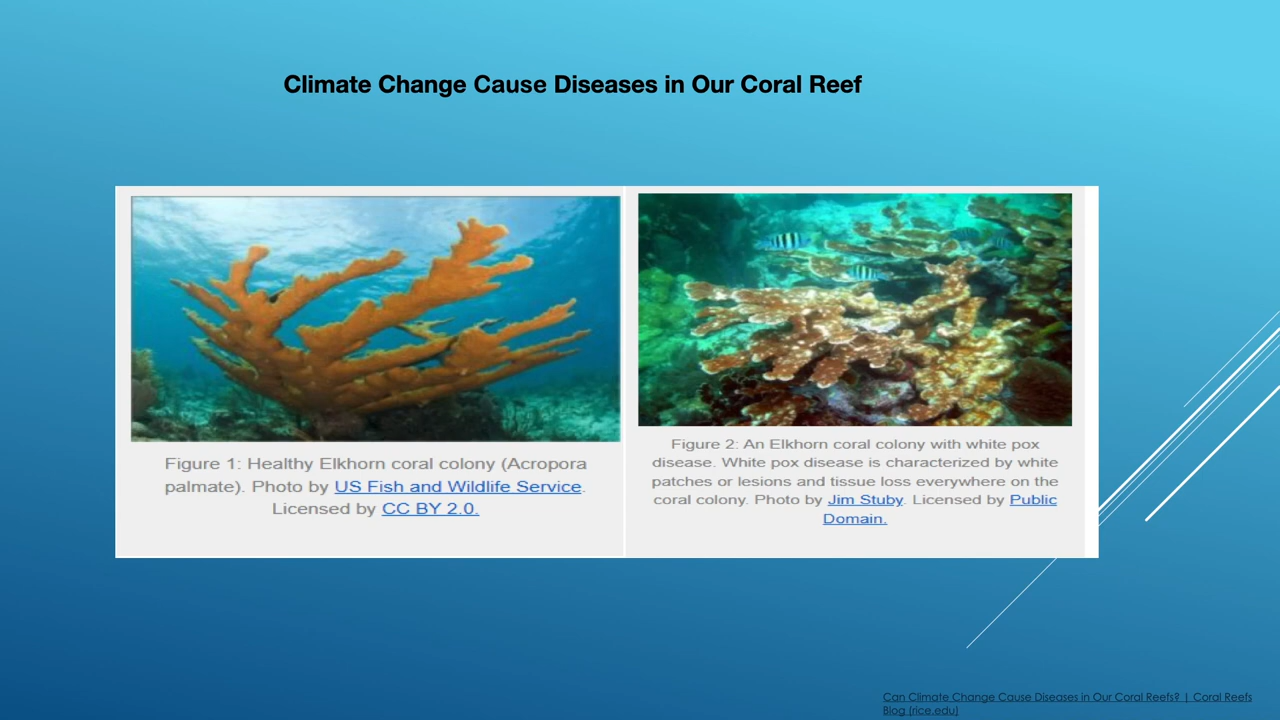 Climate Change Cause Diseases in Our Coral Reef
Figure 1: Healthy Elkhorn coral colony (Acropora
palmate). Photo by US Fish and Wildlife Service.
Licensed by CC BY 2.0.
Figure 2: An Elkhorn coral colony with white pox
disease. White pox disease is characterized by white
patches or lesions and tissue loss everywhere on the
coral colony. Photo by Jim Stuby. Licensed by Public
Domain.
Can Climate Change Cause Diseases in Our Coral Reefs? | Coral Reefs
Blog (rice.edu)